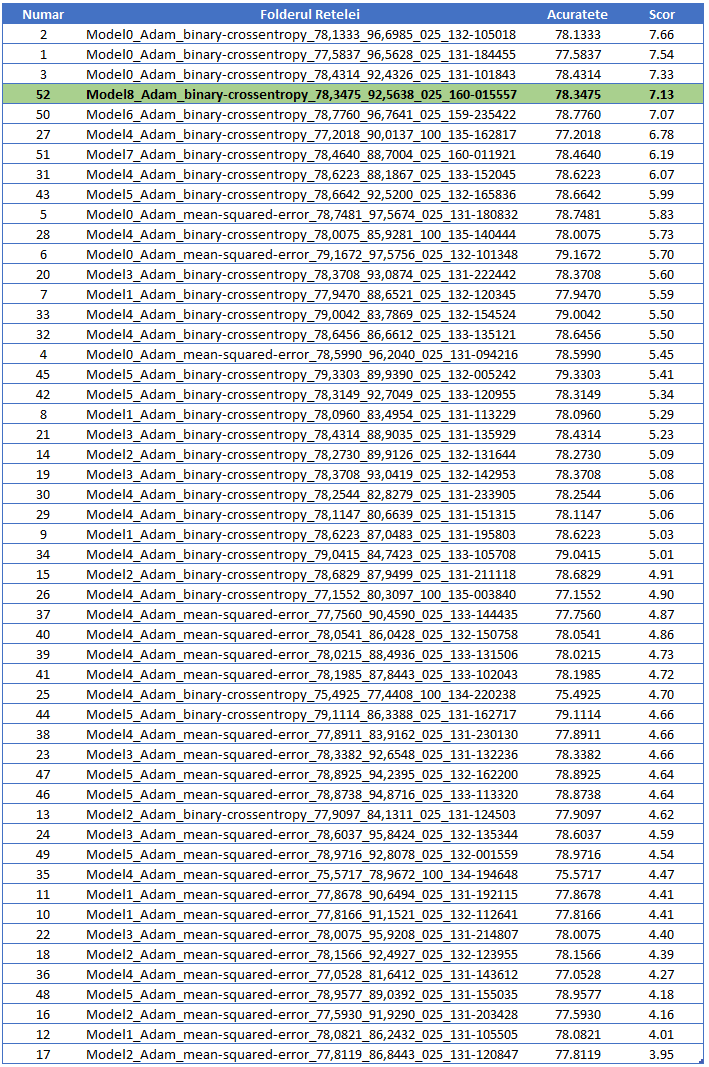 Numar Folderul Retelei Acuratete Scor
2 Model0_Adam_binary-crossentropy_78,1333_96,6985_025_132-105018 78.1333 7.66
1 Model0_Adam_binary-crossentropy_77,5837_96,5628_025_131-184455 77.5837 7.54
3 Model0_Adam_binary-crossentropy_78,4314_92,4326_025_131-101843 78.4314 7.33
52 Model8_Adam_binary-crossentropy_78,3475_92,5638_025_160-015557 78.3475 7.13
50 Model6_Adam_binary-crossentropy_78,7760_96,7641_025_159-235422 78.7760 7.07
27 Model4_Adam_binary-crossentropy_77,2018_90,0137_100_135-162817 77.2018 6.78
51 Model7_Adam_binary-crossentropy_78,4640_88,7004_025_160-011921 78.4640 6.19
31 Model4_Adam_binary-crossentropy_78,6223_88,1867_025_133-152045 78.6223 6.07
43 Model5_Adam_binary-crossentropy_78,6642_92,5200_025_132-165836 78.6642 5.99
5 Model0_Adam_mean-squared-error_78,7481_97,5674_025_131-180832 78.7481 5.83
28 Model4_Adam_binary-crossentropy_78,0075_85,9281_100_135-140444 78.0075 5.73
6 Model0_Adam_mean-squared-error_79,1672_97,5756_025_132-101348 79.1672 5.70
20 Model3_Adam_binary-crossentropy_78,3708_93,0874_025_131-222442 78.3708 5.60
7 Model1_Adam_binary-crossentropy_77,9470_88,6521_025_132-120345 77.9470 5.59
33 Model4_Adam_binary-crossentropy_79,0042_83,7869_025_132-154524 79.0042 5.50
32 Model4_Adam_binary-crossentropy_78,6456_86,6612_025_133-135121 78.6456 5.50
4 Model0_Adam_mean-squared-error_78,5990_96,2040_025_131-094216 78.5990 5.45
45 Model5_Adam_binary-crossentropy_79,3303_89,9390_025_132-005242 79.3303 5.41
42 Model5_Adam_binary-crossentropy_78,3149_92,7049_025_133-120955 78.3149 5.34
8 Model1_Adam_binary-crossentropy_78,0960_83,4954_025_131-113229 78.0960 5.29
21 Model3_Adam_binary-crossentropy_78,4314_88,9035_025_131-135929 78.4314 5.23
14 Model2_Adam_binary-crossentropy_78,2730_89,9126_025_132-131644 78.2730 5.09
19 Model3_Adam_binary-crossentropy_78,3708_93,0419_025_132-142953 78.3708 5.08
30 Model4_Adam_binary-crossentropy_78,2544_82,8279_025_131-233905 78.2544 5.06
29 Model4_Adam_binary-crossentropy_78,1147_80,6639_025_131-151315 78.1147 5.06
9 Model1_Adam_binary-crossentropy_78,6223_87,0483_025_131-195803 78.6223 5.03
34 Model4_Adam_binary-crossentropy_79,0415_84,7423_025_133-105708 79.0415 5.01
15 Model2_Adam_binary-crossentropy_78,6829_87,9499_025_131-211118 78.6829 4.91
26 Model4_Adam_binary-crossentropy_77,1552_80,3097_100_135-003840 77.1552 4.90
37 Model4_Adam_mean-squared-error_77,7560_90,4590_025_133-144435 77.7560 4.87
40 Model4_Adam_mean-squared-error_78,0541_86,0428_025_132-150758 78.0541 4.86
39 Model4_Adam_mean-squared-error_78,0215_88,4936_025_133-131506 78.0215 4.73
41 Model4_Adam_mean-squared-error_78,1985_87,8443_025_133-102043 78.1985 4.72
25 Model4_Adam_binary-crossentropy_75,4925_77,4408_100_134-220238 75.4925 4.70
44 Model5_Adam_binary-crossentropy_79,1114_86,3388_025_131-162717 79.1114 4.66
38 Model4_Adam_mean-squared-error_77,8911_83,9162_025_131-230130 77.8911 4.66
23 Model3_Adam_mean-squared-error_78,3382_92,6548_025_131-132236 78.3382 4.66
47 Model5_Adam_mean-squared-error_78,8925_94,2395_025_132-162200 78.8925 4.64
46 Model5_Adam_mean-squared-error_78,8738_94,8716_025_133-113320 78.8738 4.64
13 Model2_Adam_binary-crossentropy_77,9097_84,1311_025_131-124503 77.9097 4.62
24 Model3_Adam_mean-squared-error_78,6037_95,8424_025_132-135344 78.6037 4.59
49 Model5_Adam_mean-squared-error_78,9716_92,8078_025_132-001559 78.9716 4.54
35 Model4_Adam_mean-squared-error_75,5717_78,9672_100_134-194648 75.5717 4.47
11 Model1_Adam_mean-squared-error_77,8678_90,6494_025_131-192115 77.8678 4.41
10 Model1_Adam_mean-squared-error_77,8166_91,1521_025_132-112641 77.8166 4.41
22 Model3_Adam_mean-squared-error_78,0075_95,9208_025_131-214807 78.0075 4.40
18 Model2_Adam_mean-squared-error_78,1566_92,4927_025_132-123955 78.1566 4.39
36 Model4_Adam_mean-squared-error_77,0528_81,6412_025_131-143612 77.0528 4.27
48 Model5_Adam_mean-squared-error_78,9577_89,0392_025_131-155035 78.9577 4.18
16 Model2_Adam_mean-squared-error_77,5930_91,9290_025_131-203428 77.5930 4.16
12 Model1_Adam_mean-squared-error_78,0821_86,2432_025_131-105505 78.0821 4.01
17 Model2_Adam_mean-squared-error_77,8119_86,8443_025_131-120847 77.8119 3.95